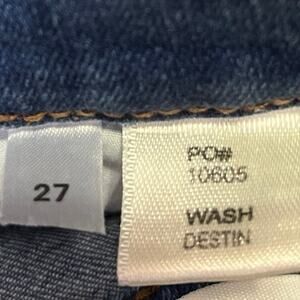 27
PO#
10605
WASH
DESTIN